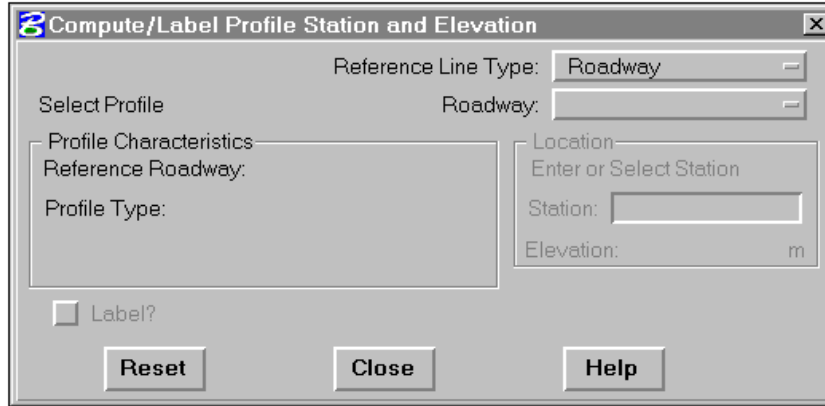 Compute/Label Profile Station and Elevation
Reference Line Type: Roadway
Select Profile Roadway:
Profile Characteristics
Reference Roadway:
Profile Type:
Location
Enter or Select Station
Station:
Elevation: m
Label?
Reset Close Help